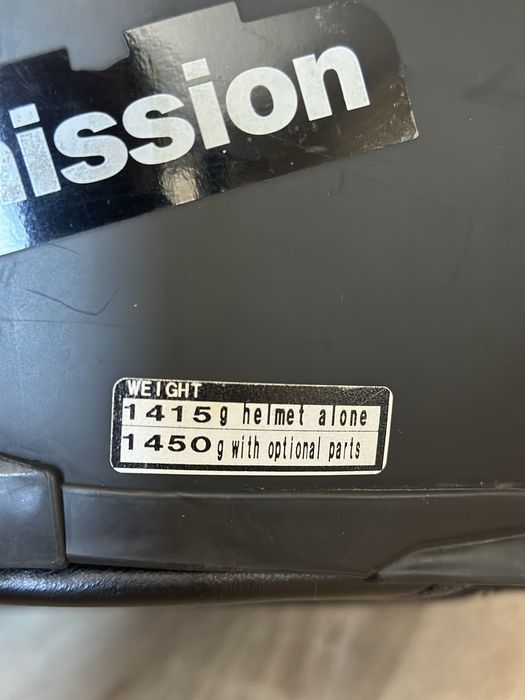 ission
WEIGHT
1415g helmet alone
1450g with optional parts